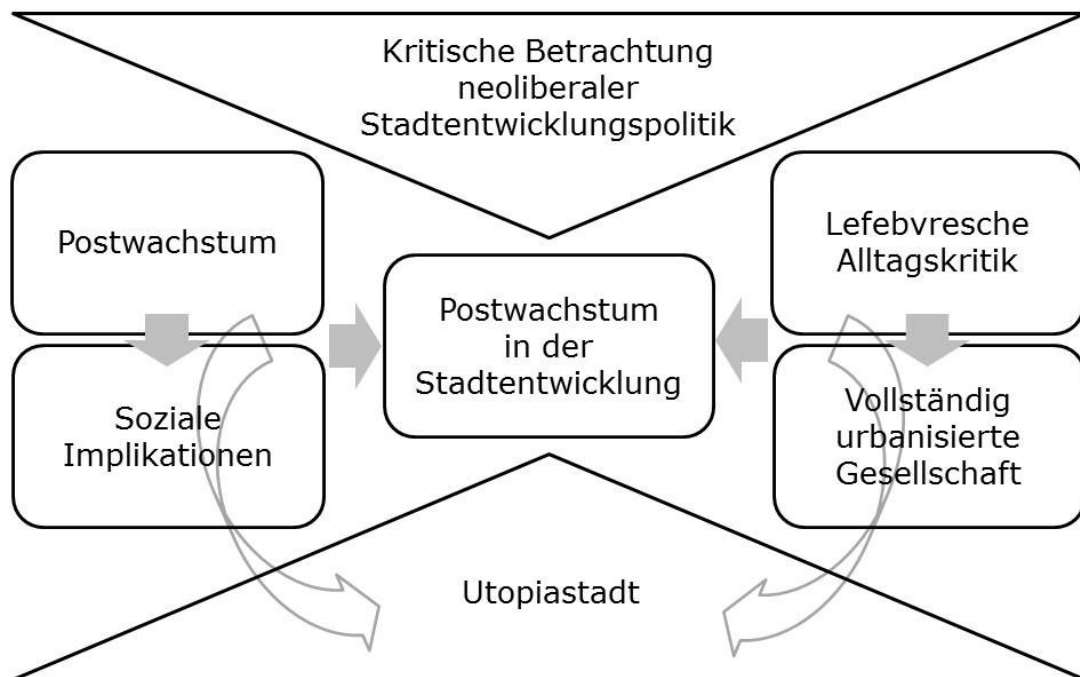 Kritische Betrachtung
neoliberaler
Stadtentwicklungspolitik
Postwachstum
Lefebvresche
Alltagskritik
Postwachstum
in der
Stadtentwicklung
Soziale
Implikationen
Vollständig
urbanisierte
Gesellschaft
Utopiastadt